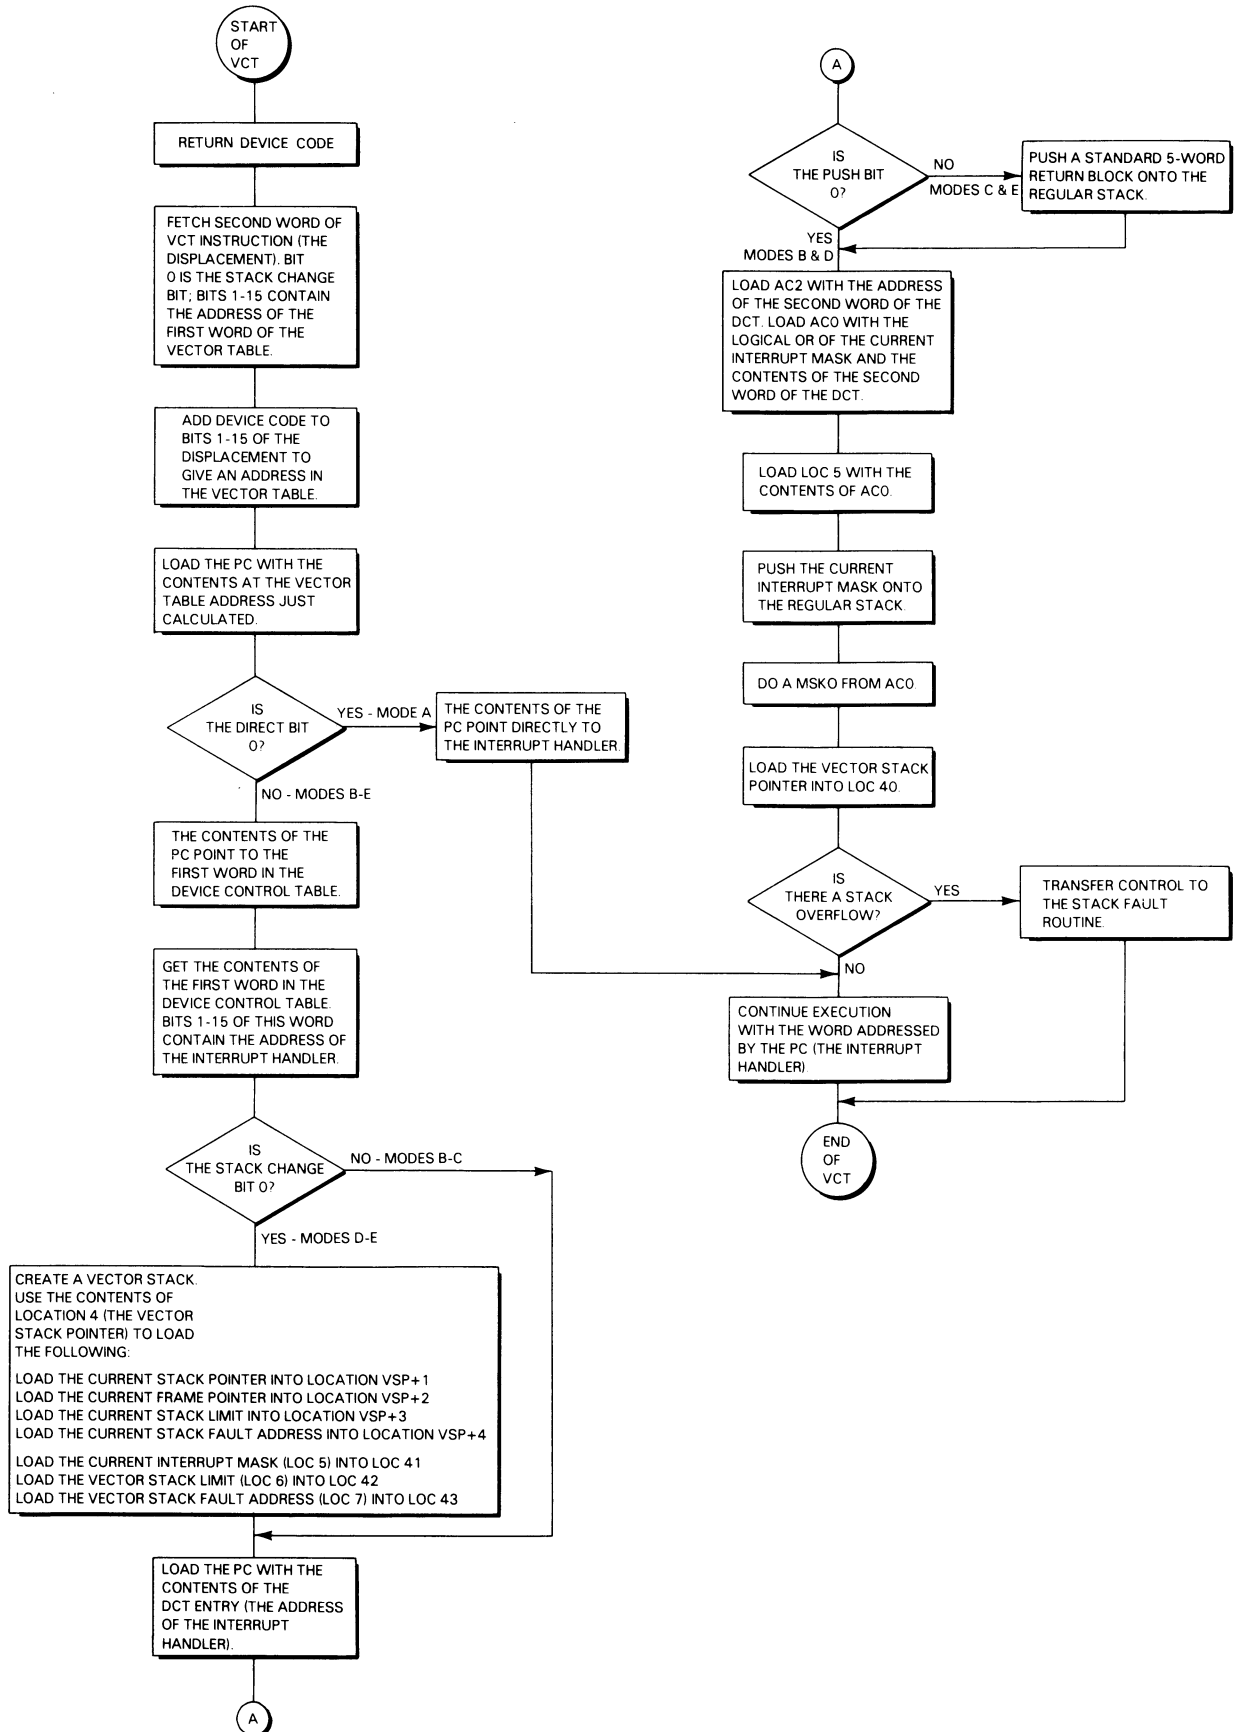 START
OF
VCT
RETURN DEVICE CODE
FETCH SECOND WORD OF
VCT INSTRUCTION (THE
DISPLACEMENT). BIT
0 IS THE STACK CHANGE
BIT; BITS 1-15 CONTAIN
THE ADDRESS OF THE
FIRST WORD OF THE
VECTOR TABLE.
ADD DEVICE CODE TO
BITS 1-15 OF THE
DISPLACEMENT TO
GIVE AN ADDRESS IN
THE VECTOR TABLE.
LOAD THE PC WITH THE
CONTENTS AT THE VECTOR
TABLE ADDRESS JUST
CALCULATED.
IS
THE DIRECT BIT
0?
YES - MODE A
THE CONTENTS OF THE
PC POINT DIRECTLY TO
THE INTERRUPT HANDLER.
NO - MODES B-E
THE CONTENTS OF THE
PC POINT TO THE
FIRST WORD IN THE
DEVICE CONTROL TABLE.
GET THE CONTENTS OF
THE FIRST WORD IN THE
DEVICE CONTROL TABLE.
BITS 1-15 OF THIS WORD
CONTAIN THE ADDRESS OF
THE INTERRUPT HANDLER.
IS
THE STACK CHANGE
BIT 0?
NO - MODES B-C
YES - MODES D-E
CREATE A VECTOR STACK.
USE THE CONTENTS OF
LOCATION 4 (THE VECTOR
STACK POINTER) TO LOAD
THE FOLLOWING:
LOAD THE CURRENT STACK POINTER INTO LOCATION VSP+1
LOAD THE CURRENT FRAME POINTER INTO LOCATION VSP+2
LOAD THE CURRENT STACK LIMIT INTO LOCATION VSP+3
LOAD THE CURRENT STACK FAULT ADDRESS INTO LOCATION VSP+4
LOAD THE CURRENT INTERRUPT MASK (LOC 5) INTO LOC 41
LOAD THE VECTOR STACK LIMIT (LOC 6) INTO LOC 42
LOAD THE VECTOR STACK FAULT ADDRESS (LOC 7) INTO LOC 43
LOAD THE PC WITH THE
CONTENTS OF THE
DCT ENTRY (THE ADDRESS
OF THE INTERRUPT
HANDLER).
A
A
IS
THE PUSH BIT
0?
NO
MODES C & E
PUSH A STANDARD 5-WORD
RETURN BLOCK ONTO THE
REGULAR STACK.
YES
MODES B & D
LOAD AC2 WITH THE ADDRESS
OF THE SECOND WORD OF THE
DCT. LOAD AC0 WITH THE
LOGICAL OR OF THE CURRENT
INTERRUPT MASK AND THE
CONTENTS OF THE SECOND
WORD OF THE DCT.
LOAD LOC 5 WITH THE
CONTENTS OF AC0.
PUSH THE CURRENT
INTERRUPT MASK ONTO
THE REGULAR STACK.
DO A MSKO FROM AC0.
LOAD THE VECTOR STACK
POINTER INTO LOC 40.
IS
THERE A STACK
OVERFLOW?
YES
TRANSFER CONTROL TO
THE STACK FAULT
ROUTINE.
NO
CONTINUE EXECUTION
WITH THE WORD ADDRESSED
BY THE PC (THE INTERRUPT
HANDLER).
END
OF
VCT